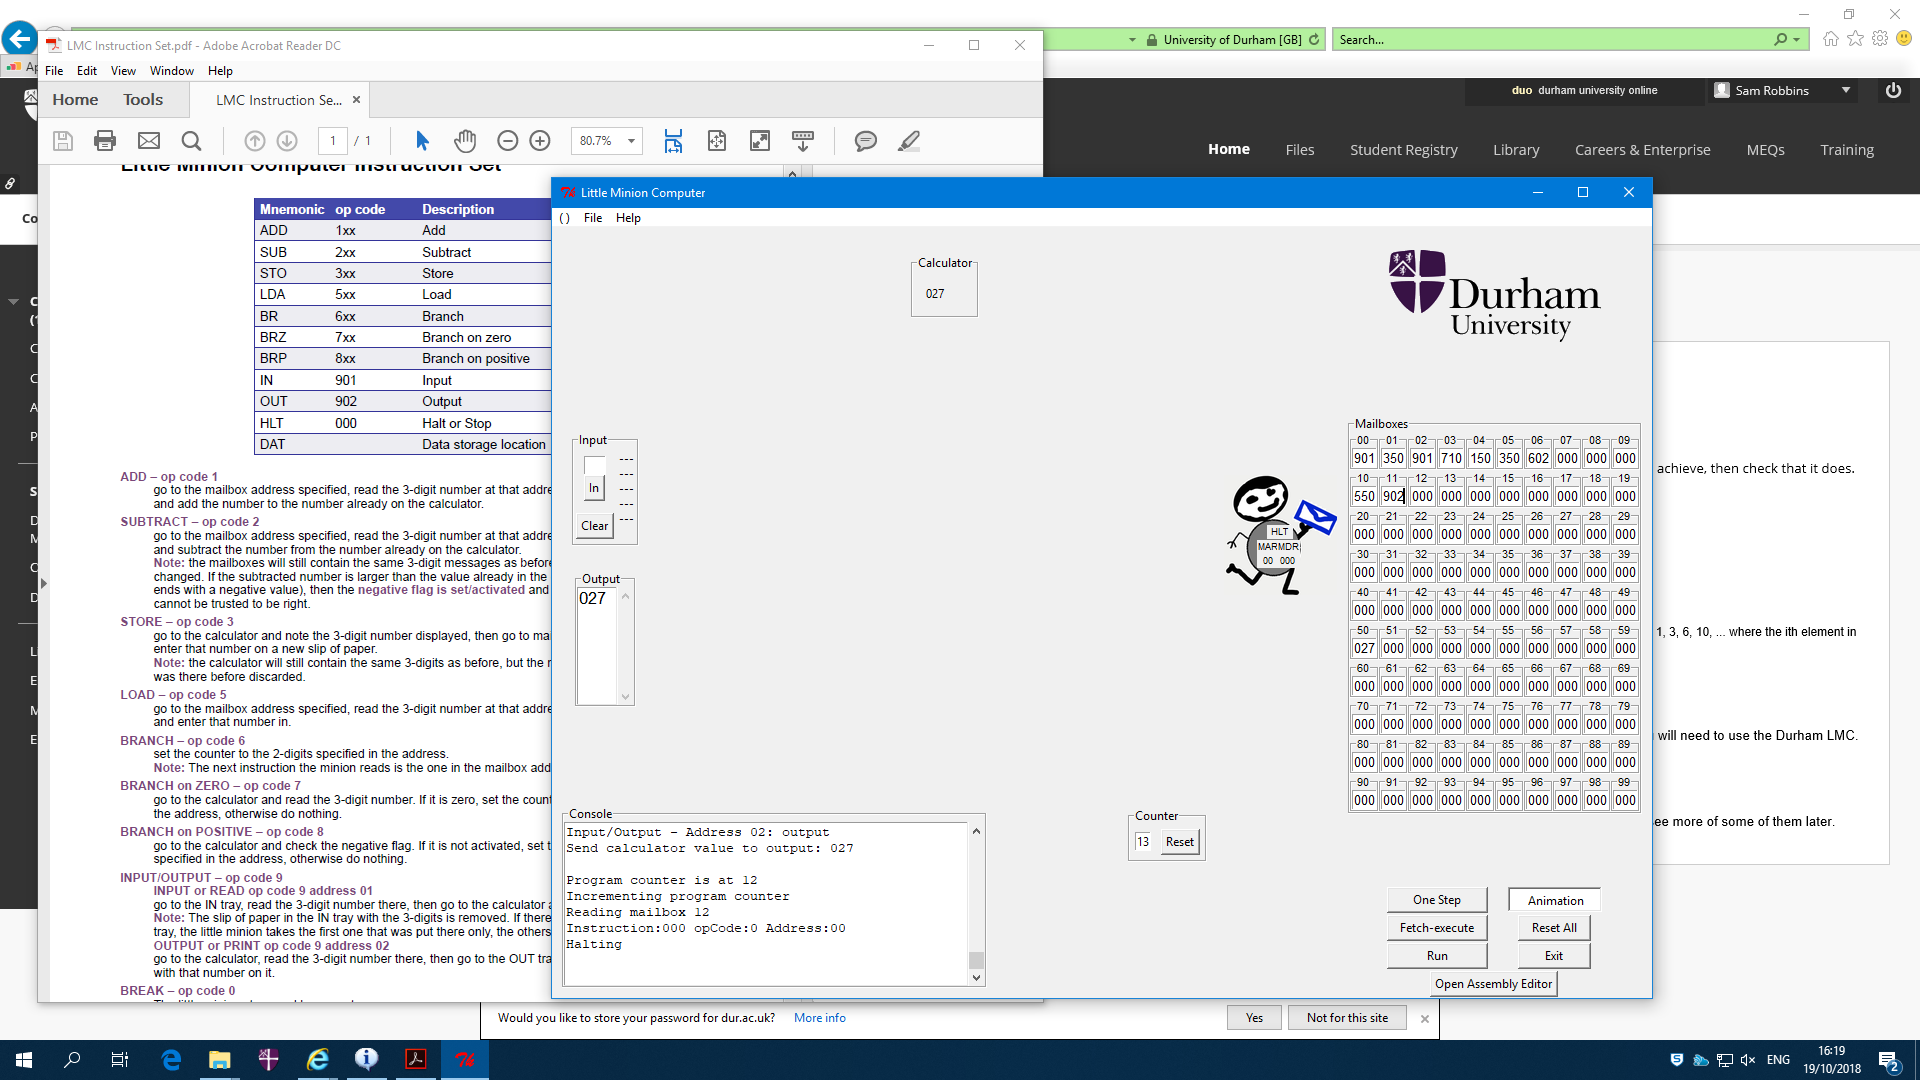 University of Durham [GB]
Search...
LMC Instruction Set.pdf - Adobe Acrobat Reader DC
File Edit View Window Help
Home Tools LMC Instruction Se...
1 / 1
80.7%
duo durham university online
Sam Robbins
Home Files Student Registry Library Careers & Enterprise MEQs Training
Little Minion Computer Instruction Set
Mnemonic op code Description
ADD 1xx Add
SUB 2xx Subtract
STO 3xx Store
LDA 5xx Load
BR 6xx Branch
BRZ 7xx Branch on zero
BRP 8xx Branch on positive
IN 901 Input
OUT 902 Output
HLT 000 Halt or Stop
DAT Data storage location
ADD – op code 1
go to the mailbox address specified, read the 3-digit number at that addre
and add the number to the number already on the calculator.
SUBTRACT – op code 2
go to the mailbox address specified, read the 3-digit number at that addre
and subtract the number from the number already on the calculator.
Note: the mailboxes will still contain the same 3-digit messages as before
changed. If the subtracted number is larger than the value already in the
ends with a negative value), then the negative flag is set/activated and
cannot be trusted to be right.
STORE – op code 3
go to the calculator and note the 3-digit number displayed, then go to ma
enter that number on a new slip of paper.
Note: the calculator will still contain the same 3-digits as before, but the
was there before discarded.
LOAD – op code 5
go to the mailbox address specified, read the 3-digit number at that addre
and enter that number in.
BRANCH – op code 6
set the counter to the 2-digits specified in the address.
Note: The next instruction the minion reads is the one in the mailbox add
BRANCH on ZERO – op code 7
go to the calculator and read the 3-digit number. If it is zero, set the coun
the address, otherwise do nothing.
BRANCH on POSITIVE – op code 8
go to the calculator and check the negative flag. If it is not activated, set t
specified in the address, otherwise do nothing.
INPUT/OUTPUT – op code 9
INPUT or READ op code 9 address 01
go to the IN tray, read the 3-digit number there, then go to the calculator a
Note: The slip of paper in the IN tray with the 3-digits is removed. If there
tray, the little minion takes the first one that was put there only, the others
OUTPUT or PRINT op code 9 address 02
go to the calculator, read the 3-digit number there, then go to the OUT tra
with that number on it.
BREAK – op code 0
Little Minion Computer
() File Help
Calculator
027
Durham
University
Input
In
Clear
---
---
---
---
---
Output
027
HLT
MAR MDR
00 000
Mailboxes
00 01 02 03 04 05 06 07 08 09
901 350 901 710 150 350 602 000 000 000
10 11 12 13 14 15 16 17 18 19
550 902 000 000 000 000 000 000 000 000
20 21 22 23 24 25 26 27 28 29
000 000 000 000 000 000 000 000 000 000
30 31 32 33 34 35 36 37 38 39
000 000 000 000 000 000 000 000 000 000
40 41 42 43 44 45 46 47 48 49
000 000 000 000 000 000 000 000 000 000
50 51 52 53 54 55 56 57 58 59
027 000 000 000 000 000 000 000 000 000
60 61 62 63 64 65 66 67 68 69
000 000 000 000 000 000 000 000 000 000
70 71 72 73 74 75 76 77 78 79
000 000 000 000 000 000 000 000 000 000
80 81 82 83 84 85 86 87 88 89
000 000 000 000 000 000 000 000 000 000
90 91 92 93 94 95 96 97 98 99
000 000 000 000 000 000 000 000 000 000
Console
Input/Output - Address 02: output
Send calculator value to output: 027
Program counter is at 12
Incrementing program counter
Reading mailbox 12
Instruction:000 opCode:0 Address:00
Halting
Counter
13 Reset
One Step Animation
Fetch-execute Reset All
Run Exit
Open Assembly Editor
achieve, then check that it does.
1, 3, 6, 10, ... where the ith element in
will need to use the Durham LMC.
ee more of some of them later.
Would you like to store your password for dur.ac.uk? More info Yes Not for this site
ENG
16:19
19/10/2018
2